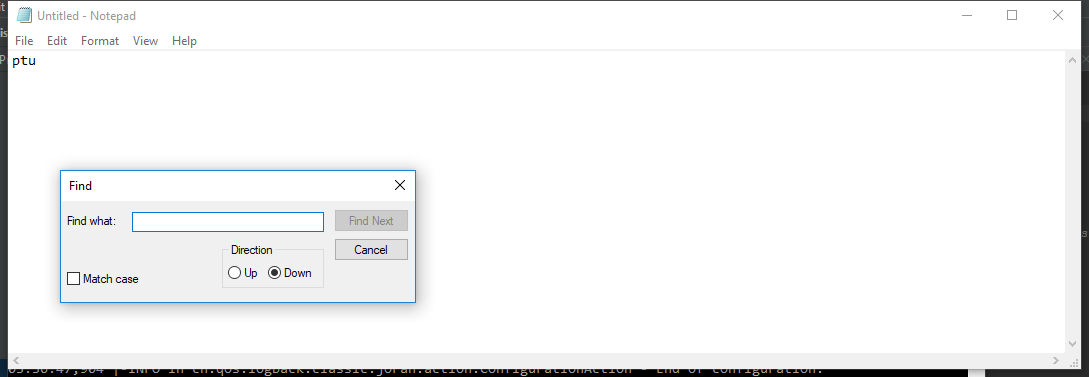 Untitled - Notepad
File Edit Format View Help
ptu
Find
Find what:
Find Next
Direction
Cancel
Up Down
Match case
INFO in ch.qos.logback.classic.joran.action.ConfigurationAction - End of configuration.